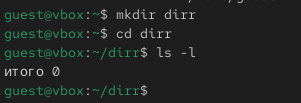 guest@vbox:~$ mkdir dirr
guest@vbox:~$ cd dirr
guest@vbox:~/dirr$ ls -l
итого 0
guest@vbox:~/dirr$